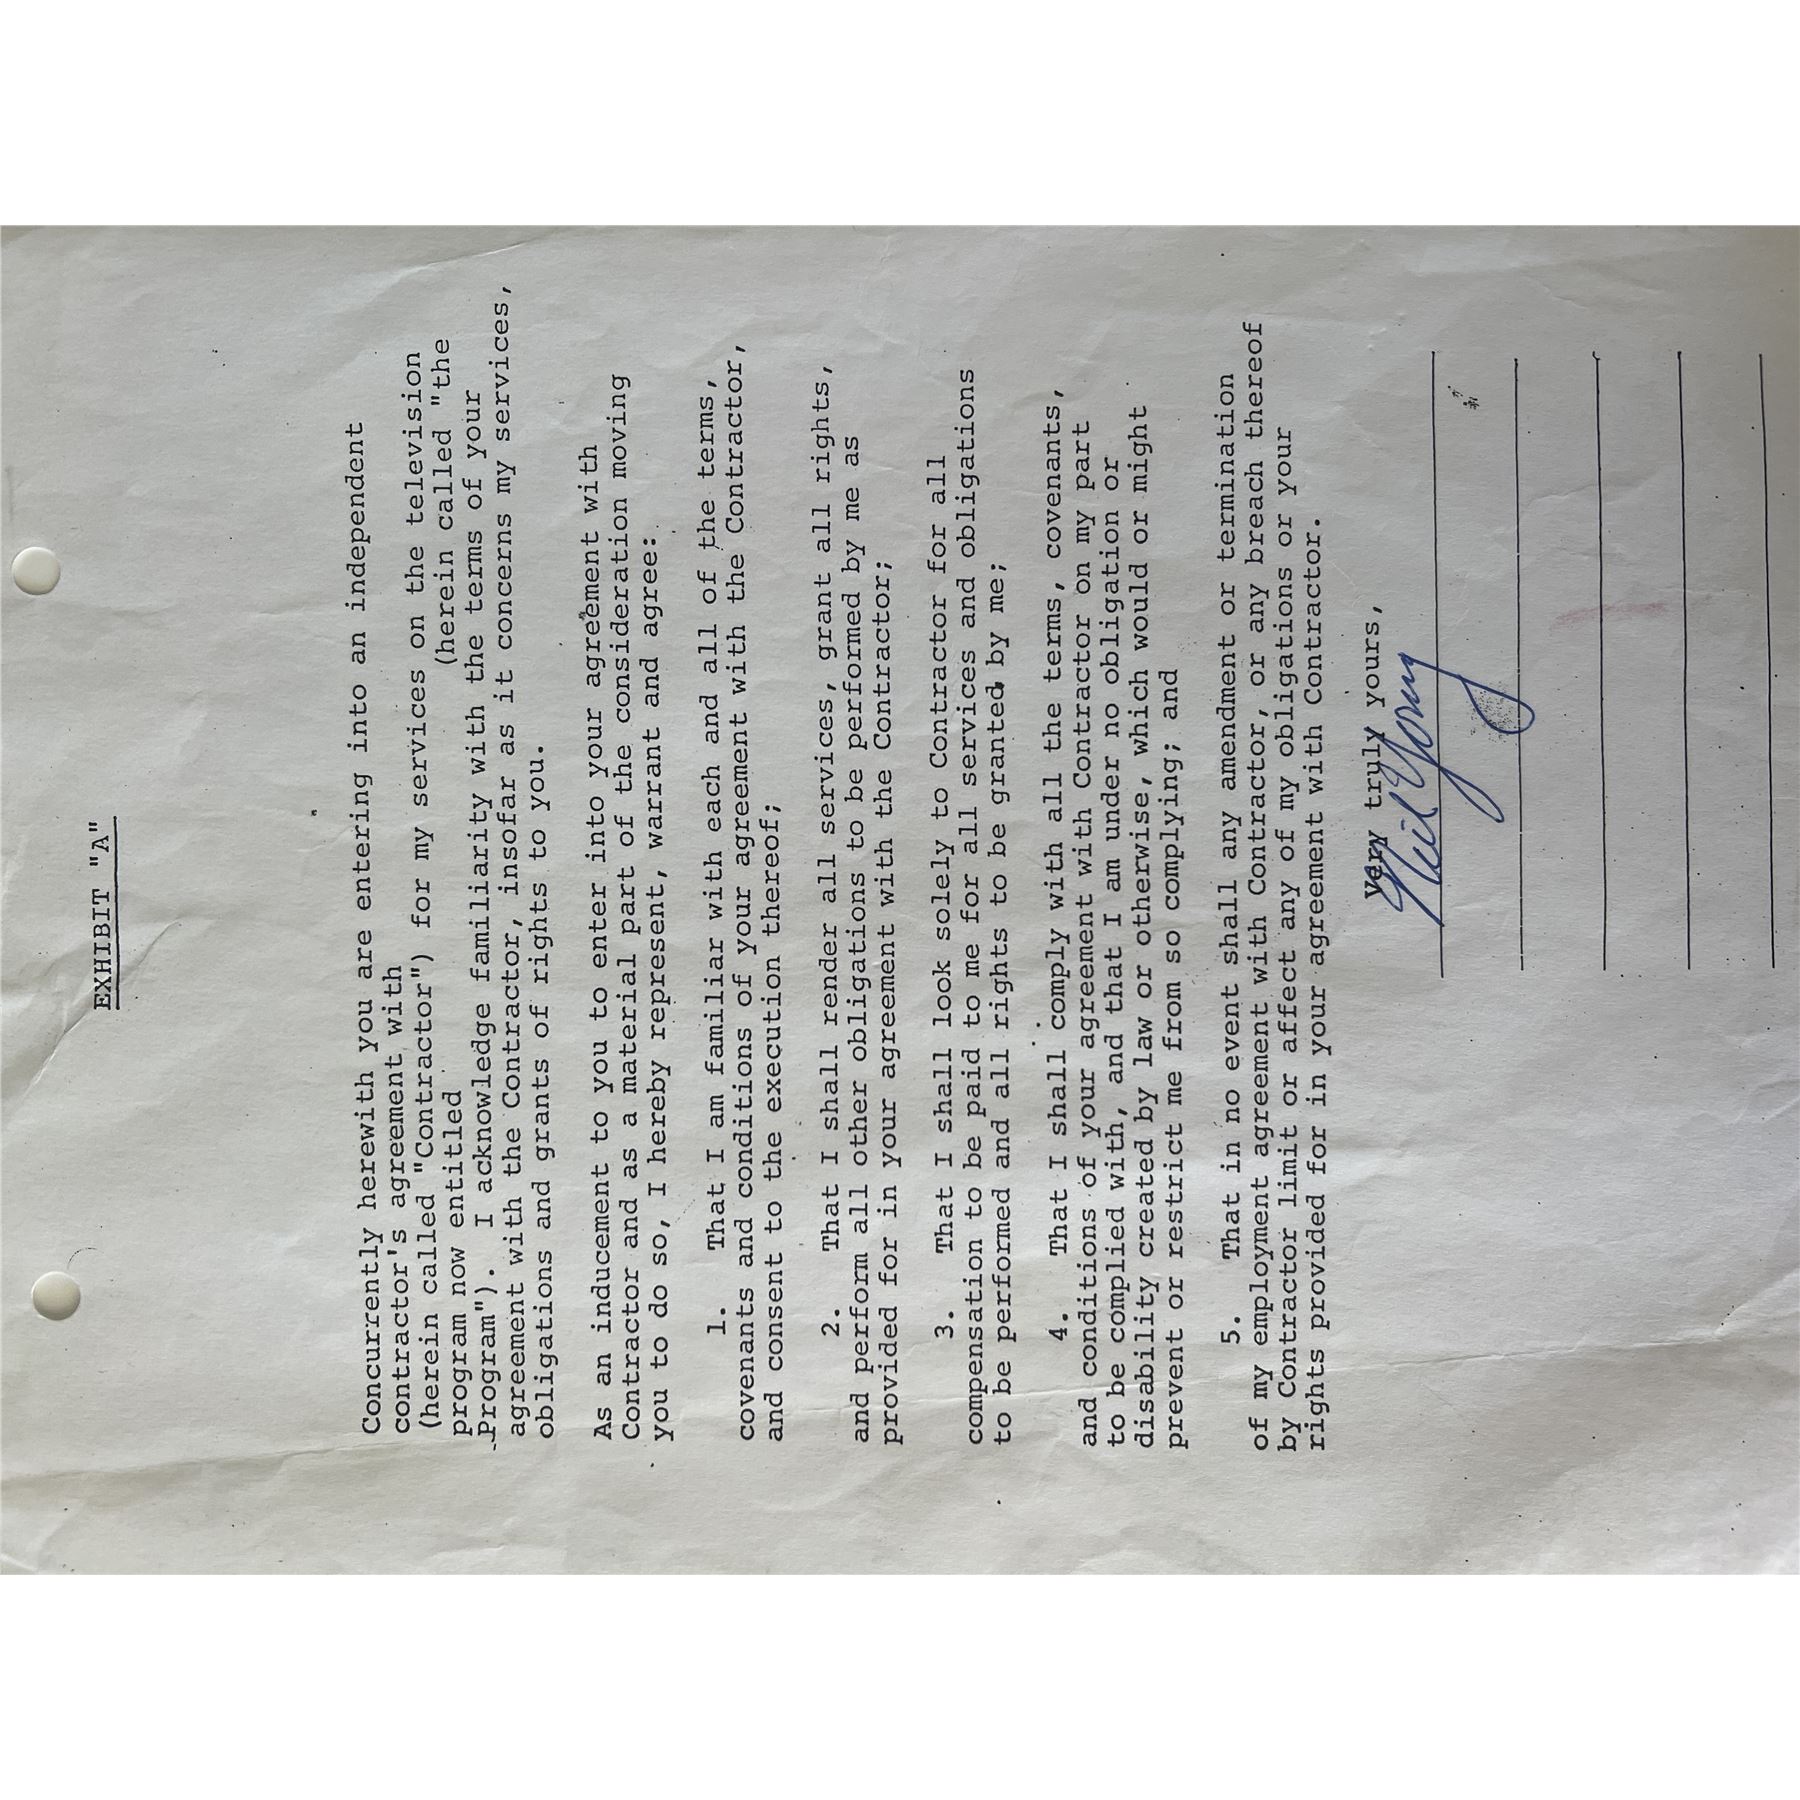 EXHIBIT "A"
Concurrently herewith you are entering into an independent
contractor's agreement with
(herein called "Contractor") for my services on the television
program now entitled (herein called "the
Program"). I acknowledge familiarity with the terms of your
agreement with the Contractor, insofar as it concerns my services,
obligations and grants of rights to you.
As an inducement to you to enter into your agreement with
Contractor and as a material part of the consideration moving
you to do so, I hereby represent, warrant and agree:
1. That I am familiar with each and all of the terms,
covenants and conditions of your agreement with the Contractor,
and consent to the execution thereof;
2. That I shall render all services, grant all rights,
and perform all other obligations to be performed by me as
provided for in your agreement with the Contractor;
3. That I shall look solely to Contractor for all
compensation to be paid to me for all services and obligations
to be performed and all rights to be granted by me;
4. That I shall comply with all the terms, covenants,
and conditions of your agreement with Contractor on my part
to be complied with, and that I am under no obligation or
disability created by law or otherwise, which would or might
prevent or restrict me from so complying; and
5. That in no event shall any amendment or termination
of my employment agreement with Contractor, or any breach thereof
by Contractor limit or affect any of my obligations or your
rights provided for in your agreement with Contractor.
Very truly yours,
Neil Young